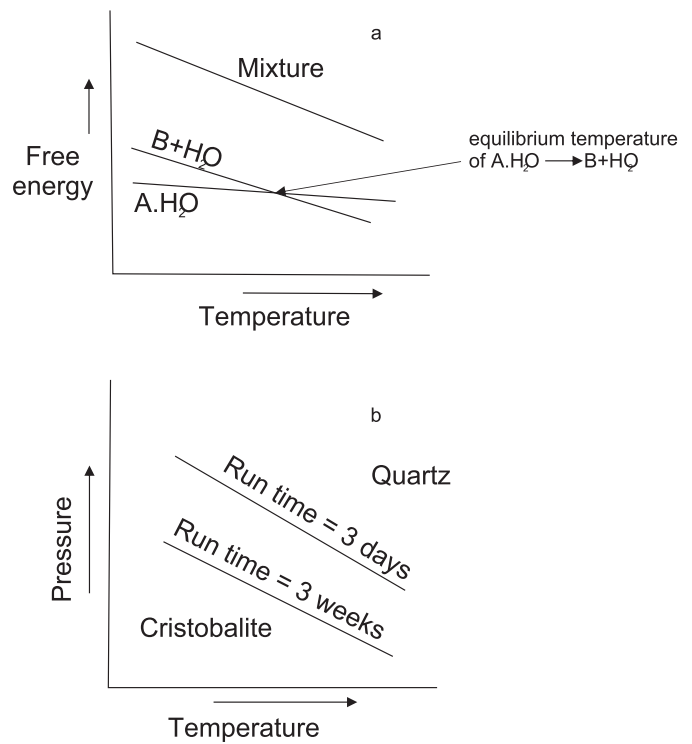 a
Mixture
B+H₂O
A.H₂O
Free
energy
equilibrium temperature
of A.H₂O → B+H₂O
Temperature
b
Quartz
Run time = 3 days
Run time = 3 weeks
Cristobalite
Pressure
Temperature